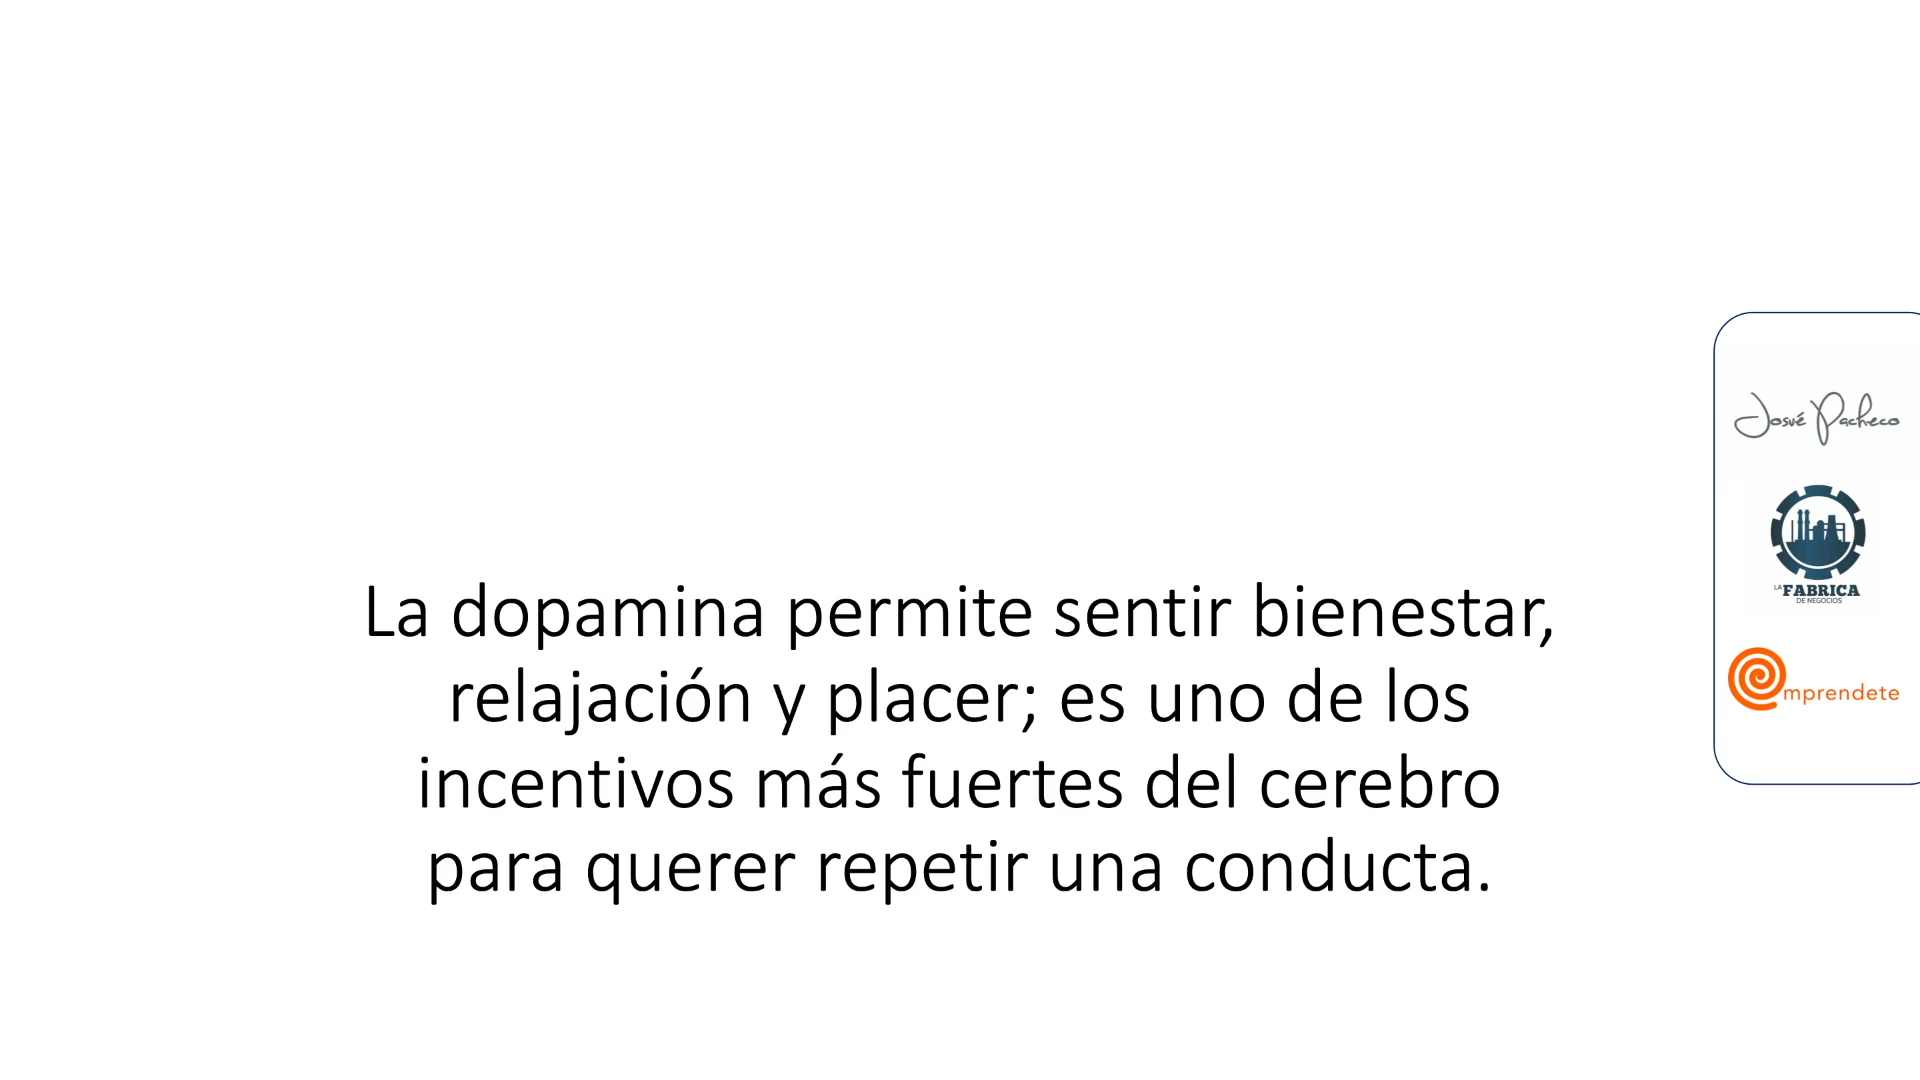 La dopamina permite sentir bienestar,
relajación y placer; es uno de los
incentivos más fuertes del cerebro
para querer repetir una conducta.
Josué Pacheco
LA FABRICA
DE NEGOCIOS
emprendete